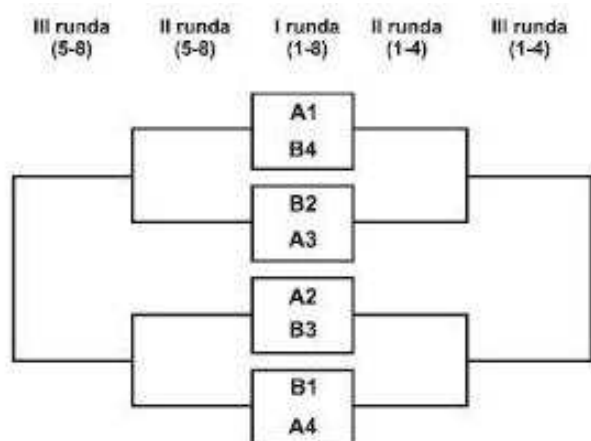 III runda II runda I runda II runda III runda
(5-8) (5-8) (1-8) (1-4) (1-4)
A1
B4
B2
A3
A2
B3
B1
A4